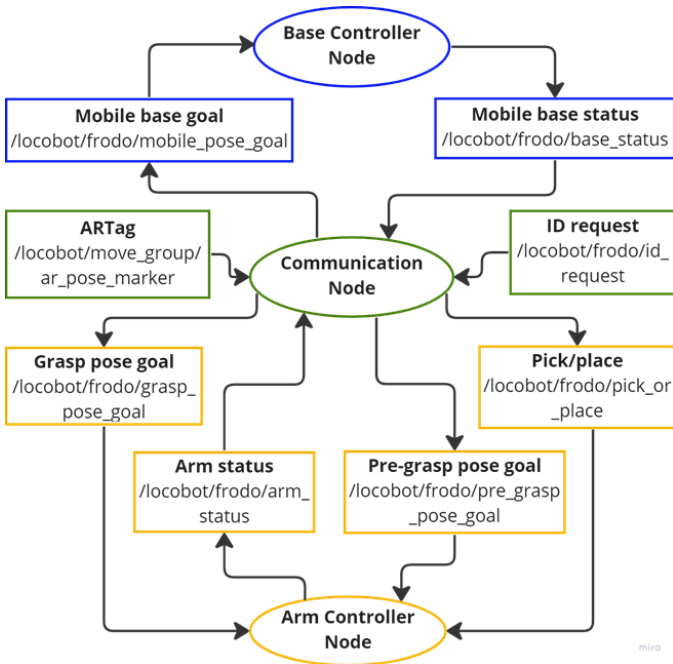 Base Controller
Node
Mobile base goal
/locobot/frodo/mobile_pose_goal
Mobile base status
/locobot/frodo/base_status
ARTag
/locobot/move_group/
ar_pose_marker
Communication
Node
ID request
/locobot/frodo/id_
request
Grasp pose goal
/locobot/frodo/grasp_
pose_goal
Pick/place
/locobot/frodo/pick_or
_place
Arm status
/locobot/frodo/arm_
status
Pre-grasp pose goal
/locobot/frodo/pre_grasp
_pose_goal
Arm Controller
Node
miro